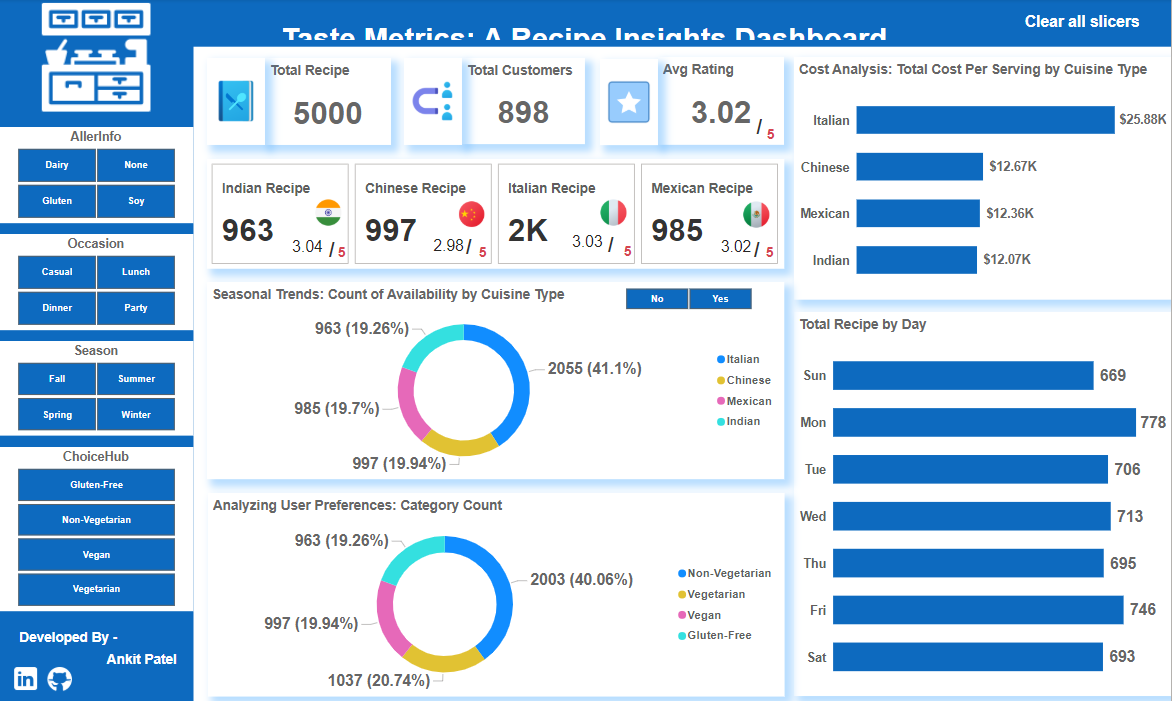 Taste Metrics: A Recipe Insights Dashboard
Clear all slicers
AllerInfo
Dairy
None
Gluten
Soy
Occasion
Casual
Lunch
Dinner
Party
Season
Fall
Summer
Spring
Winter
ChoiceHub
Gluten-Free
Non-Vegetarian
Vegan
Vegetarian
Developed By -
Ankit Patel
in
Total Recipe
5000
Total Customers
898
Avg Rating
3.02 / 5
Indian Recipe
963
3.04 / 5
Chinese Recipe
997
2.98 / 5
Italian Recipe
2K
3.03 / 5
Mexican Recipe
985
3.02 / 5
Seasonal Trends: Count of Availability by Cuisine Type
No
Yes
963 (19.26%)
2055 (41.1%)
985 (19.7%)
997 (19.94%)
Italian
Chinese
Mexican
Indian
Analyzing User Preferences: Category Count
963 (19.26%)
2003 (40.06%)
997 (19.94%)
1037 (20.74%)
Non-Vegetarian
Vegetarian
Vegan
Gluten-Free
Cost Analysis: Total Cost Per Serving by Cuisine Type
Italian $25.88K
Chinese $12.67K
Mexican $12.36K
Indian $12.07K
Total Recipe by Day
Sun 669
Mon 778
Tue 706
Wed 713
Thu 695
Fri 746
Sat 693